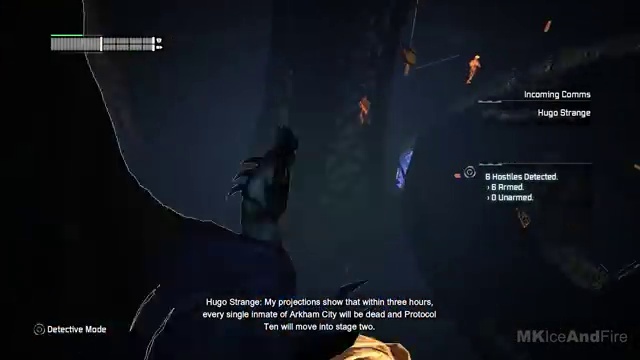 Incoming Comms
Hugo Strange
6 Hostiles Detected.
› 6 Armed.
› 0 Unarmed.
Hugo Strange: My projections show that within three hours,
every single inmate of Arkham City will be dead and Protocol
Ten will move into stage two.
Detective Mode
MKIceAndFire